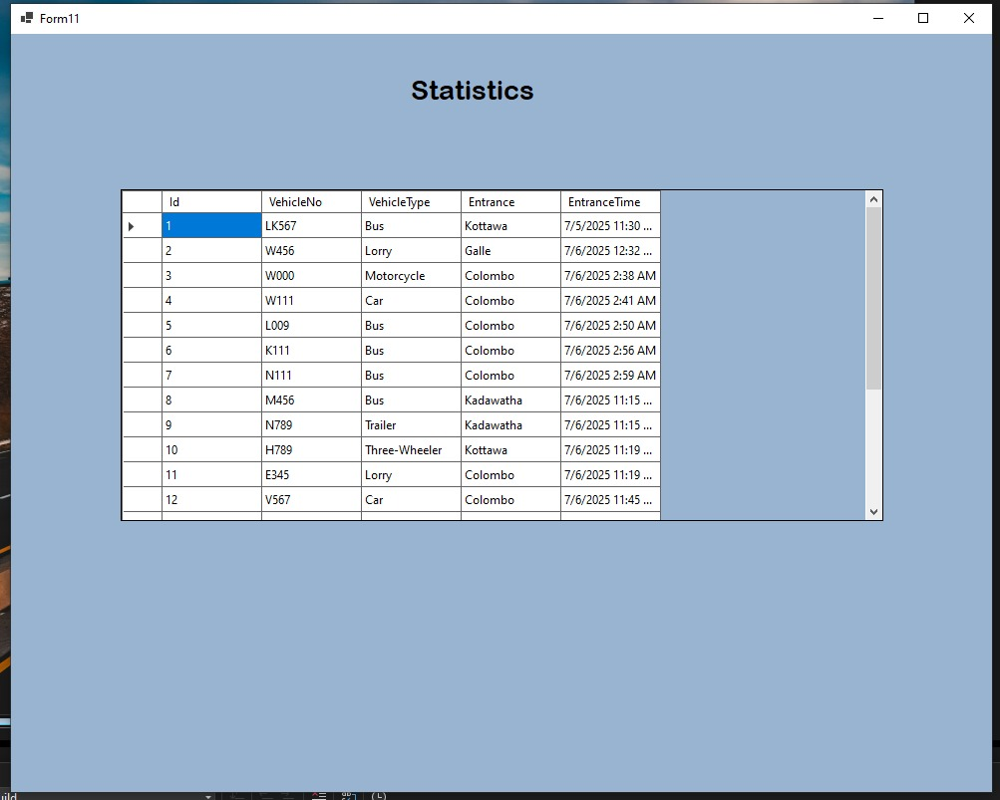 Form11
Statistics
Id VehicleNo VehicleType Entrance EntranceTime
1 LK567 Bus Kottawa 7/5/2025 11:30 ...
2 W456 Lorry Galle 7/6/2025 12:32 ...
3 W000 Motorcycle Colombo 7/6/2025 2:38 AM
4 W111 Car Colombo 7/6/2025 2:41 AM
5 L009 Bus Colombo 7/6/2025 2:50 AM
6 K111 Bus Colombo 7/6/2025 2:56 AM
7 N111 Bus Colombo 7/6/2025 2:59 AM
8 M456 Bus Kadawatha 7/6/2025 11:15 ...
9 N789 Trailer Kadawatha 7/6/2025 11:15 ...
10 H789 Three-Wheeler Kottawa 7/6/2025 11:19 ...
11 E345 Lorry Colombo 7/6/2025 11:19 ...
12 V567 Car Colombo 7/6/2025 11:45 ...